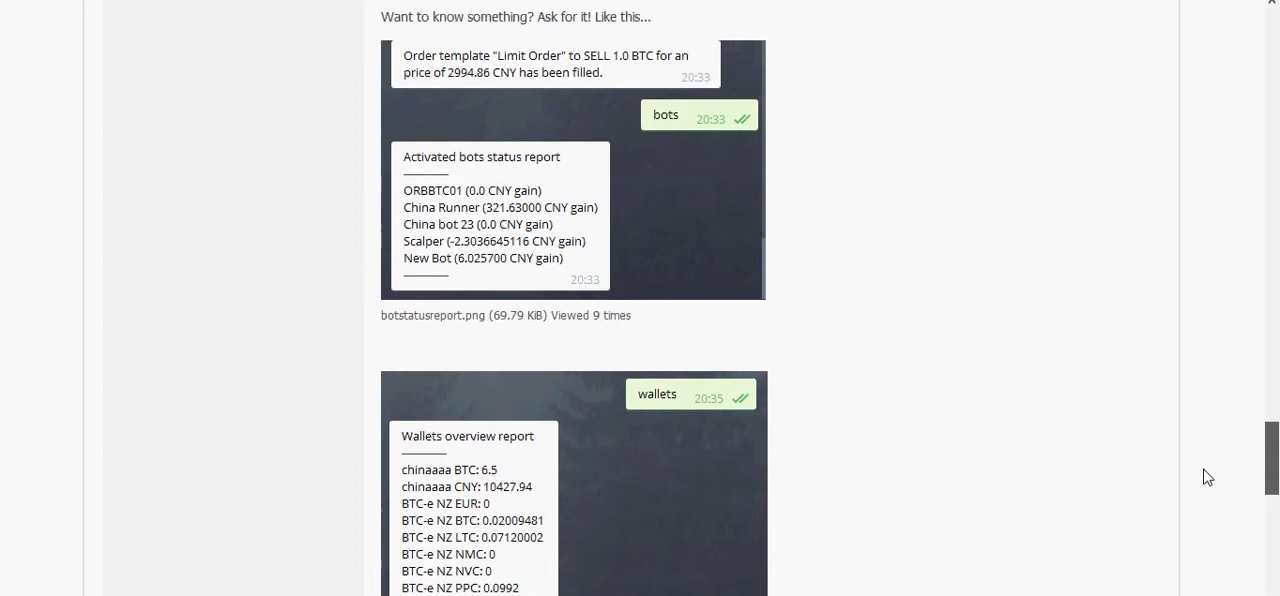 Want to know something? Ask for it! Like this...
Order template "Limit Order" to SELL 1.0 BTC for an
price of 2994.86 CNY has been filled.
20:33
bots 20:33
Activated bots status report
ORBBTC01 (0.0 CNY gain)
China Runner (321.63000 CNY gain)
China bot 23 (0.0 CNY gain)
Scalper (-2.3036645116 CNY gain)
New Bot (6.025700 CNY gain)
20:33
botstatusreport.png (69.79 KiB) Viewed 9 times
wallets 20:35
Wallets overview report
chinaaaa BTC: 6.5
chinaaaa CNY: 10427.94
BTC-e NZ EUR: 0
BTC-e NZ BTC: 0.02009481
BTC-e NZ LTC: 0.07120002
BTC-e NZ NMC: 0
BTC-e NZ NVC: 0
BTC-e NZ PPC: 0.0992